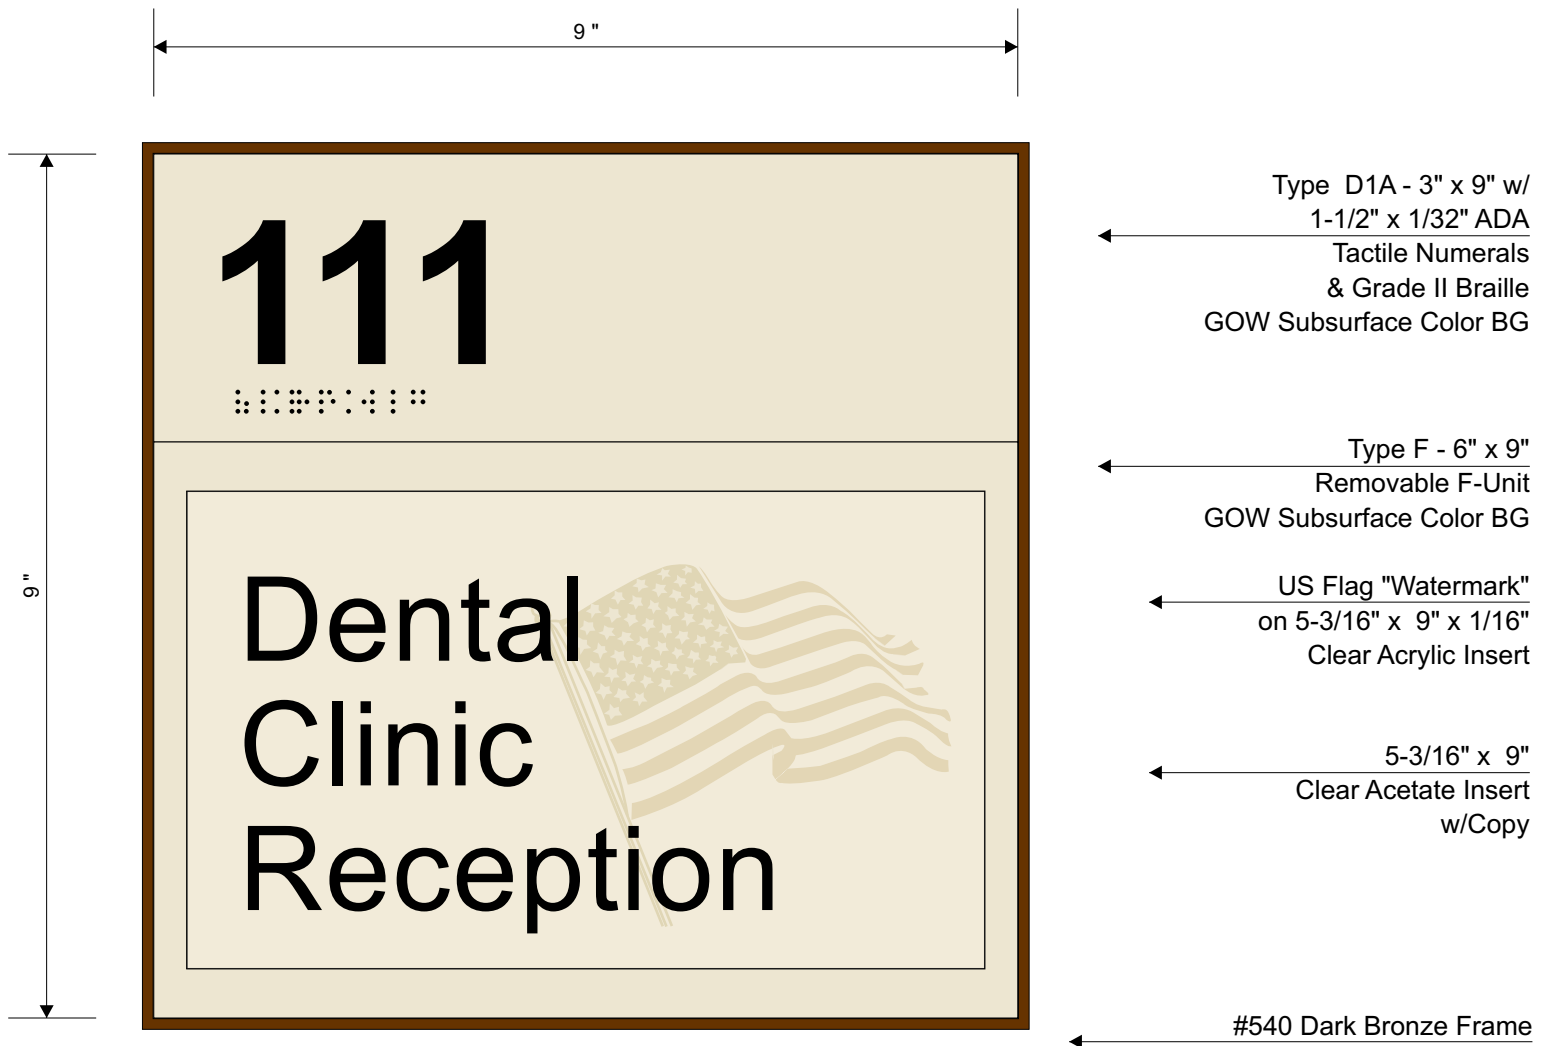 9 "
111
9 "
Dental
Clinic
Reception
Type D1A - 3" x 9" w/
1-1/2" x 1/32" ADA
Tactile Numerals
& Grade II Braille
GOW Subsurface Color BG
Type F - 6" x 9"
Removable F-Unit
GOW Subsurface Color BG
US Flag "Watermark"
on 5-3/16" x 9" x 1/16"
Clear Acrylic Insert
5-3/16" x 9"
Clear Acetate Insert
w/Copy
#540 Dark Bronze Frame